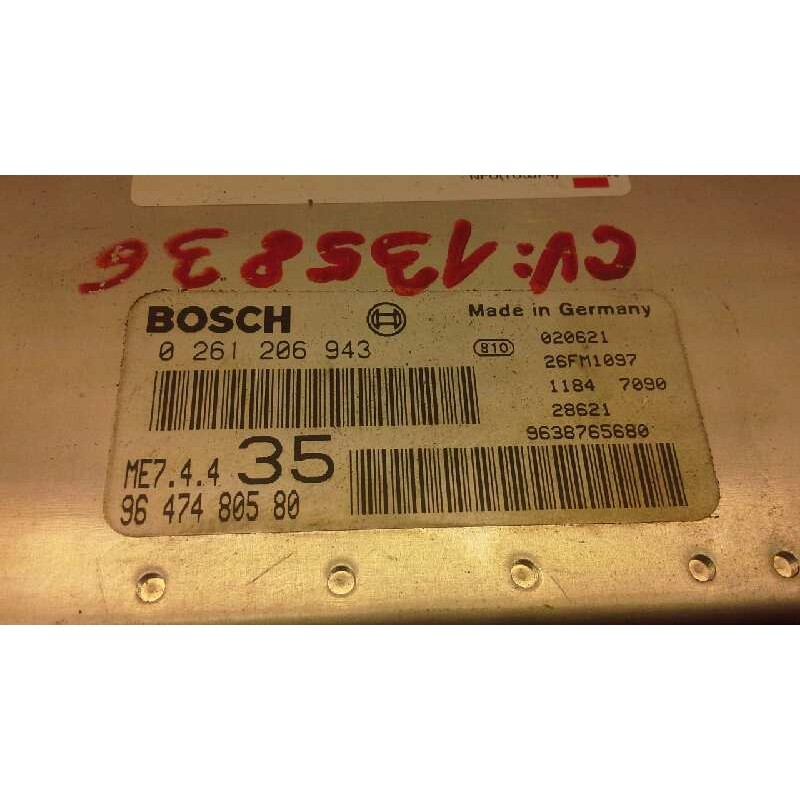 CV:135836
BOSCH
Made in Germany
0 261 206 943
810
020621
26FM1097
1184 7090
28621
9638765680
ME7.4.4 35
96 474 805 80